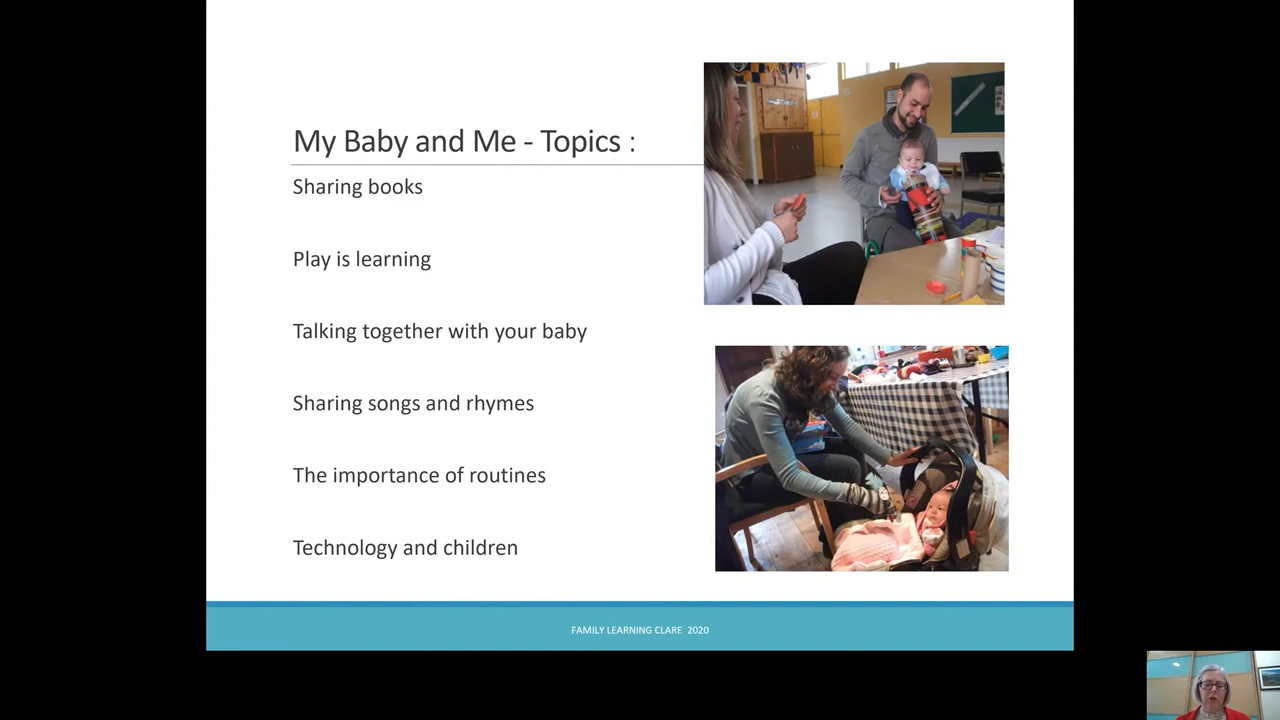 My Baby and Me - Topics :
Sharing books
Play is learning
Talking together with your baby
Sharing songs and rhymes
The importance of routines
Technology and children
FAMILY LEARNING CLARE 2020